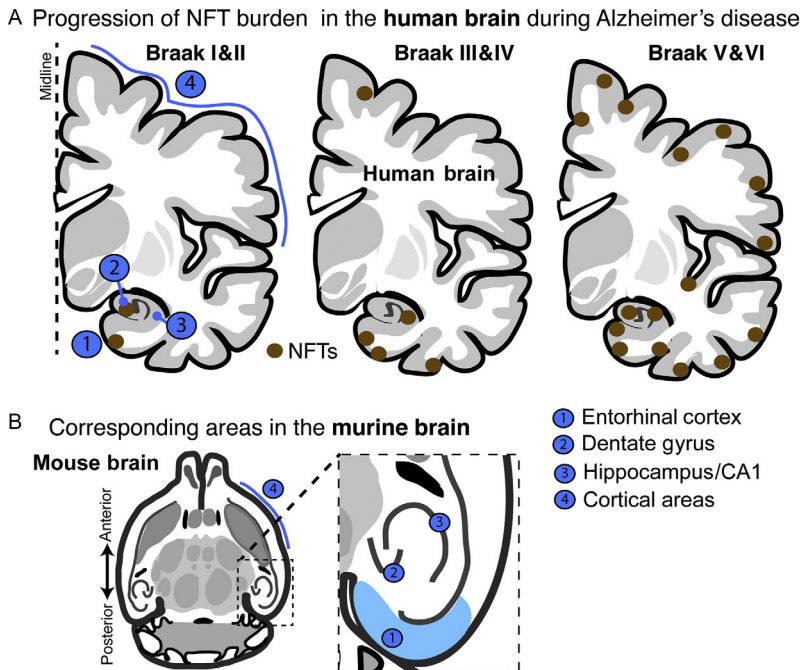 A Progression of NFT burden in the human brain during Alzheimer's disease
Braak I&II
Braak III&IV
Braak V&VI
Midline
4
Human brain
2
3
1
NFTs
B Corresponding areas in the murine brain
1 Entorhinal cortex
2 Dentate gyrus
3 Hippocampus/CA1
4 Cortical areas
Mouse brain
4
Anterior
Posterior
3
2
1